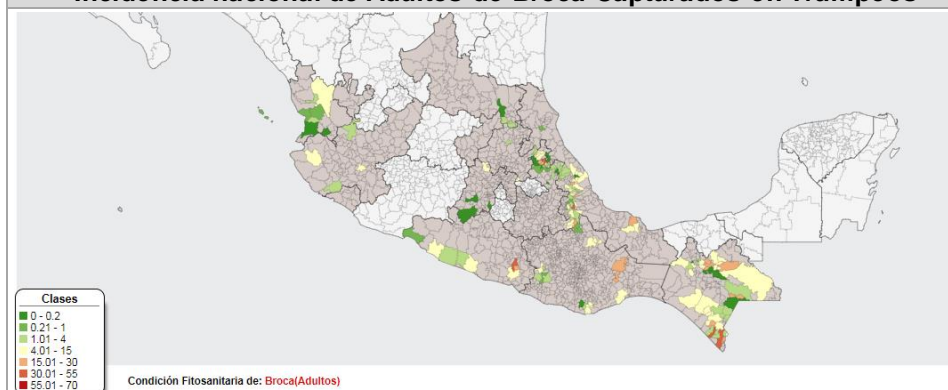 Incidencia nacional de Adultos de Broca Capturados en Trampeos
Clases
0 - 0.2
0.21 - 1
1.01 - 4
4.01 - 15
15.01 - 30
30.01 - 55
55.01 - 70
Condición Fitosanitaria de: Broca(Adultos)